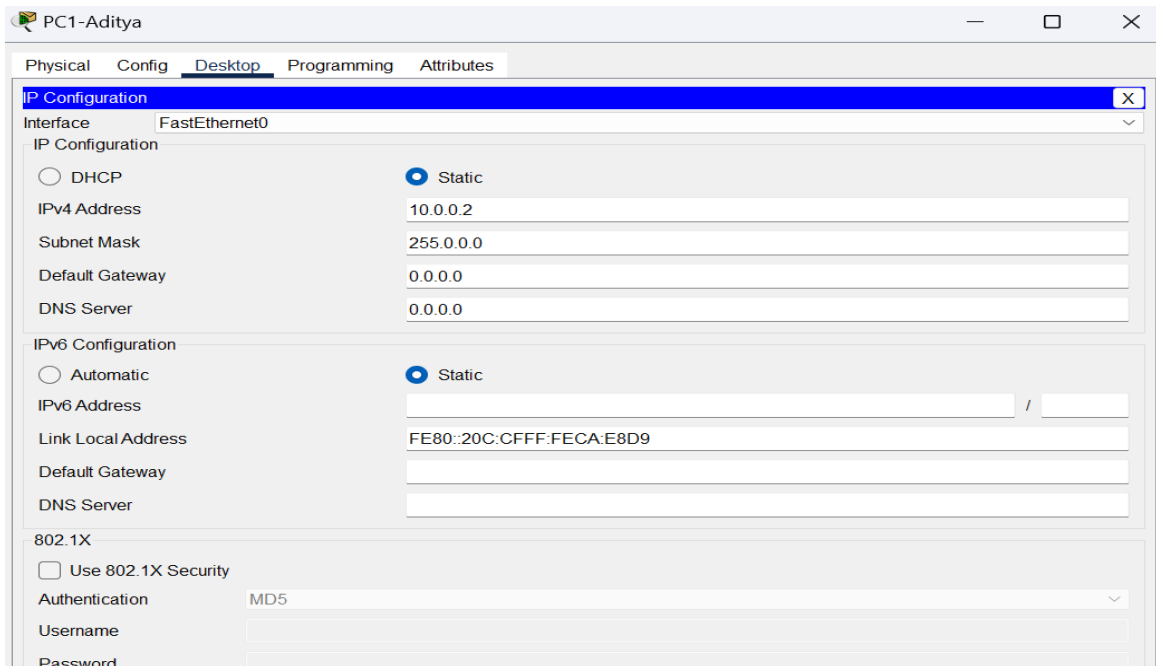 PC1-Aditya
Physical Config Desktop Programming Attributes
IP Configuration X
Interface FastEthernet0
IP Configuration
DHCP Static
IPv4 Address 10.0.0.2
Subnet Mask 255.0.0.0
Default Gateway 0.0.0.0
DNS Server 0.0.0.0
IPv6 Configuration
Automatic Static
IPv6 Address /
Link Local Address FE80::20C:CFFF:FECA:E8D9
Default Gateway
DNS Server
802.1X
Use 802.1X Security
Authentication MD5
Username
Password